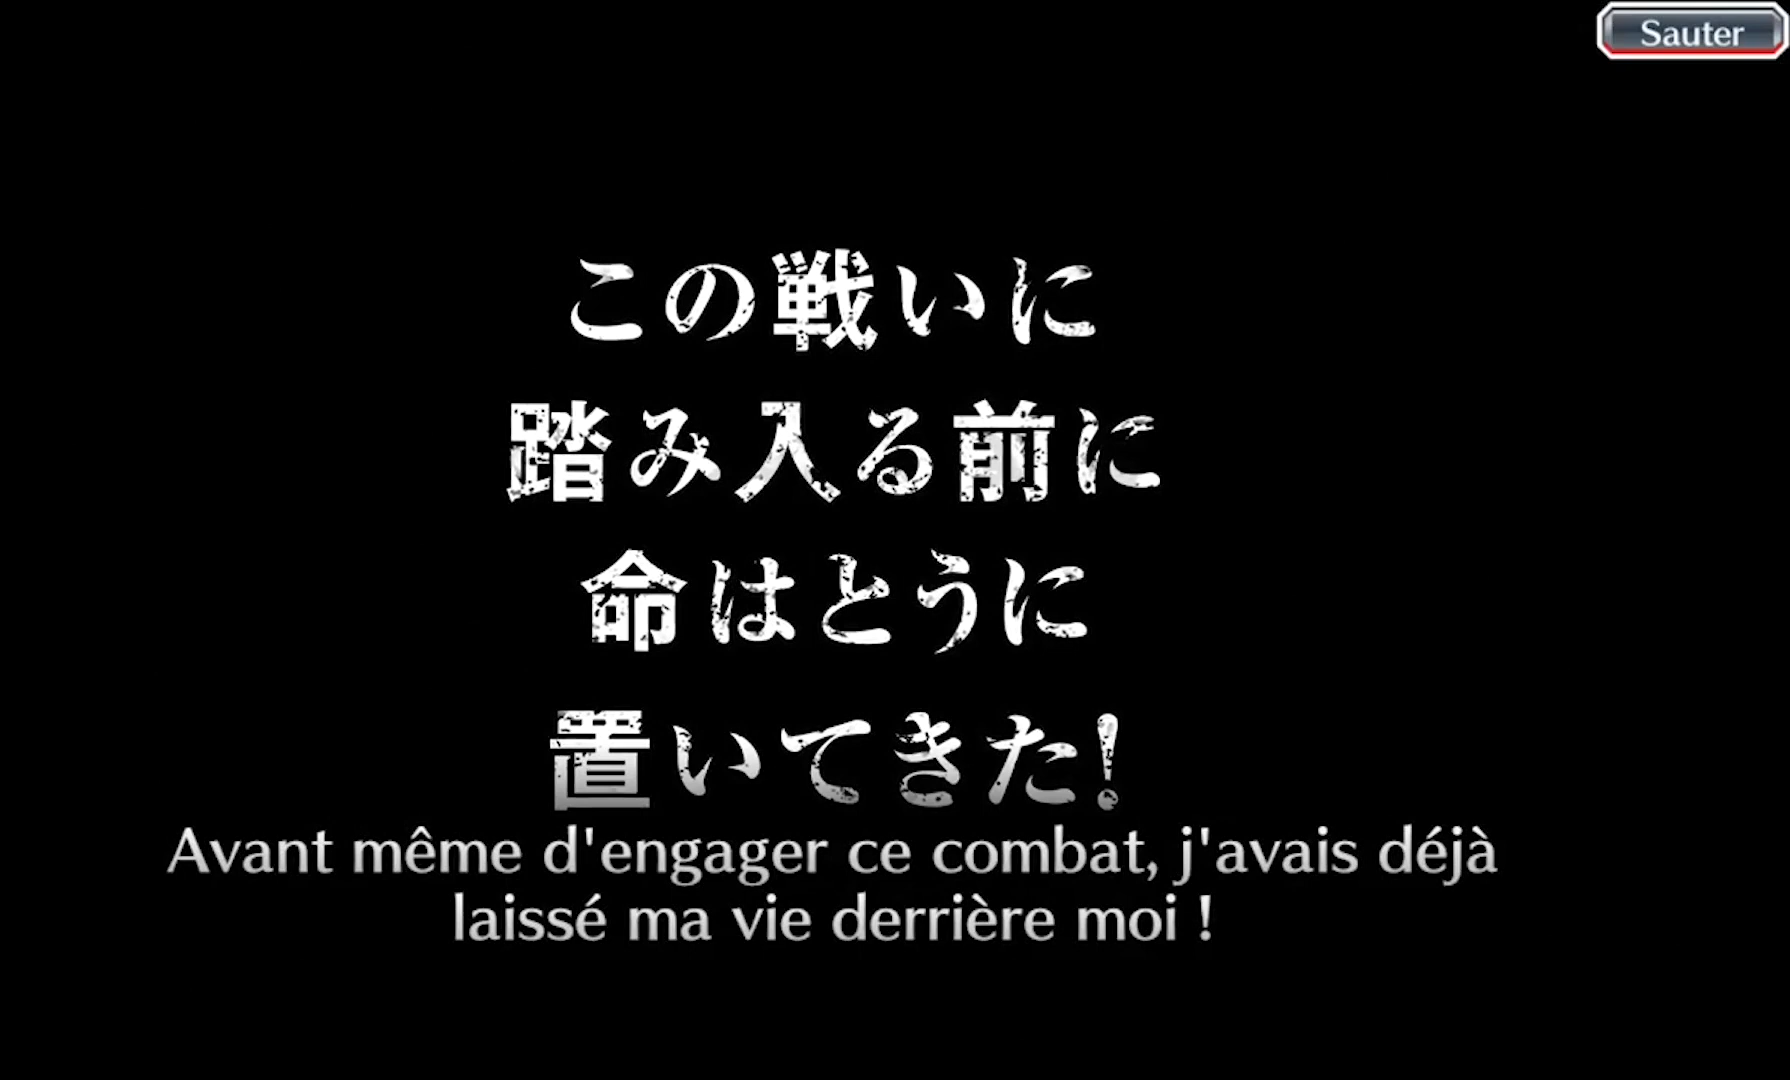 Sauter
この戦いに
踏み入る前に
命はとうに
置いてきた!
Avant même d'engager ce combat, j'avais déjà
laissé ma vie derrière moi !